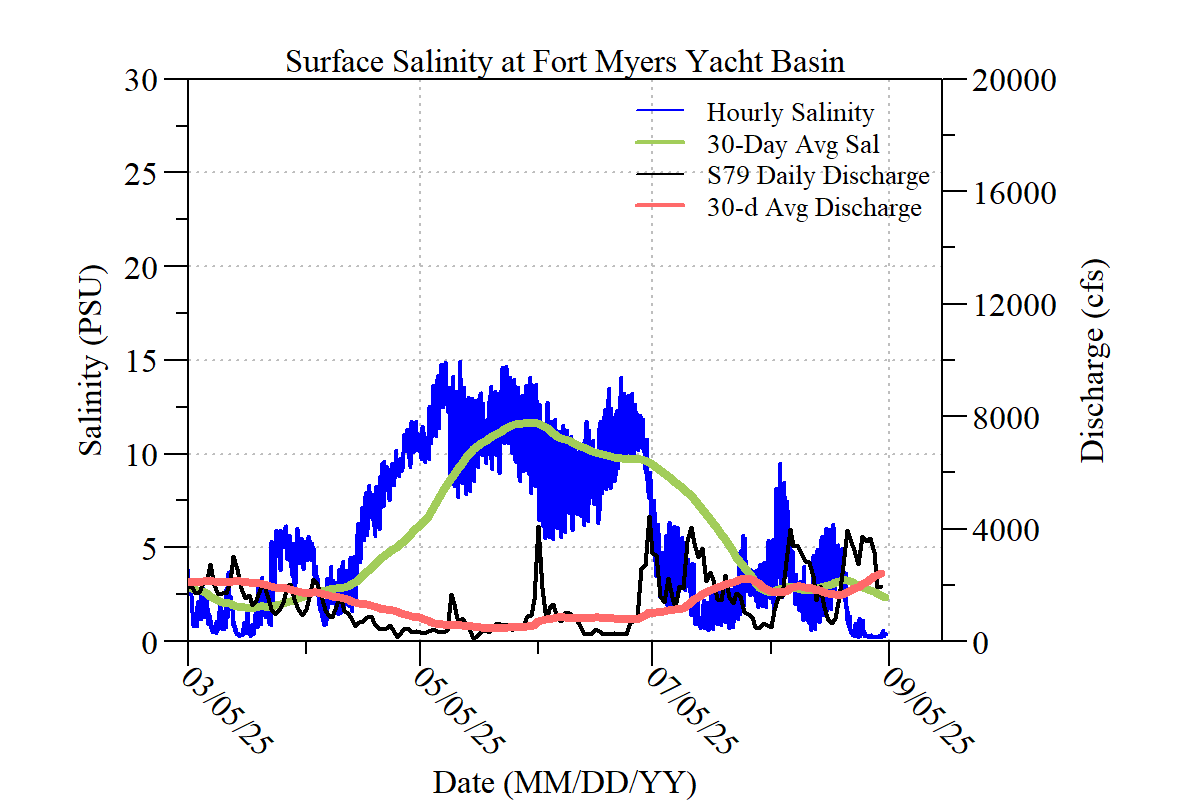 Surface Salinity at Fort Myers Yacht Basin
Hourly Salinity
30-Day Avg Sal
S79 Daily Discharge
30-d Avg Discharge
30
25
20
15
10
5
0
Salinity (PSU)
20000
16000
12000
8000
4000
0
Discharge (cfs)
03/05/25
05/05/25
07/05/25
09/05/25
Date (MM/DD/YY)